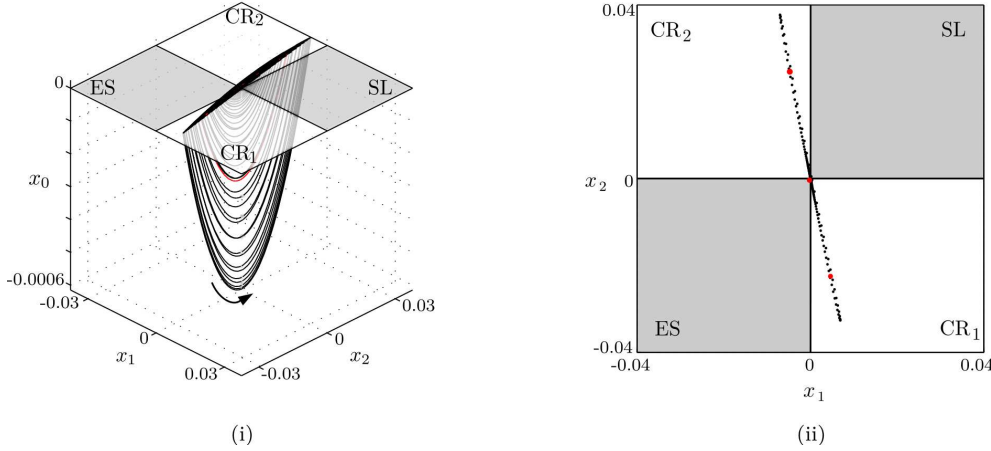 CR2
0
ES
SL
CR1
x0
-0.0006
-0.03
0.03
0
0
x1
x2
0.03
-0.03
(i)
0.04
CR2
SL
x2
0
ES
CR1
-0.04
-0.04
0
0.04
x1
(ii)